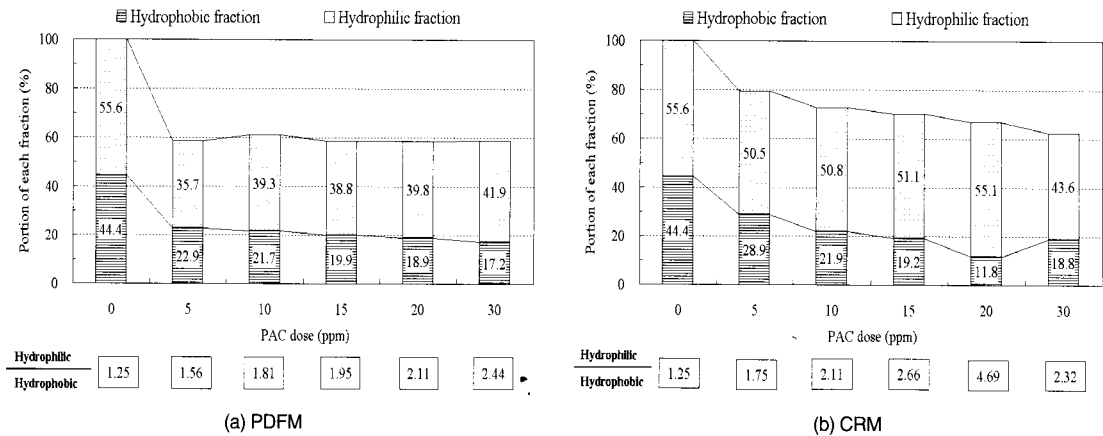 Hydrophobic fraction Hydrophilic fraction
Portion of each fraction (%)
100
80
60
40
20
0
55.6
35.7
39.3
38.8
39.8
41.9
44.4
22.9
21.7
19.9
18.9
17.2
0 5 10 15 20 30
PAC dose (ppm)
Hydrophilic
Hydrophobic
1.25 1.56 1.81 1.95 2.11 2.44
(a) PDFM
Hydrophobic fraction Hydrophilic fraction
Portion of each fraction (%)
100
80
60
40
20
0
55.6
50.5
50.8
51.1
55.1
43.6
44.4
28.9
21.9
19.2
11.8
18.8
0 5 10 15 20 30
PAC dose (ppm)
Hydrophilic
Hydrophobic
1.25 1.75 2.11 2.66 4.69 2.32
(b) CRM